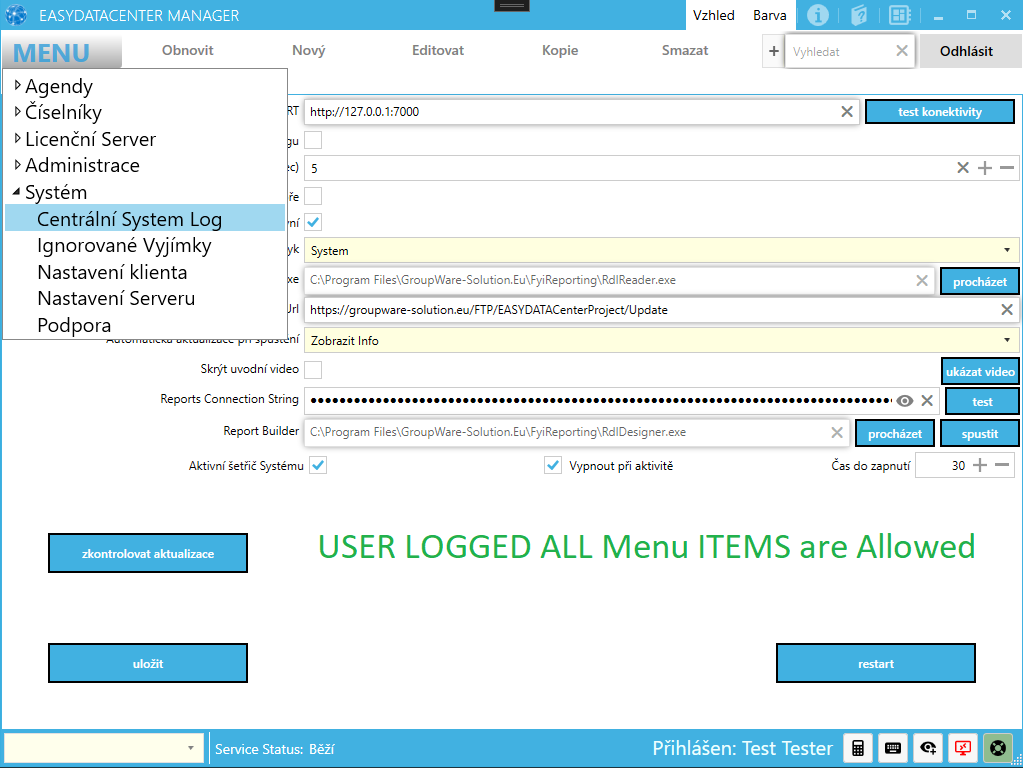 EASYDATACENTER MANAGER
Vzhled Barva
MENU
Obnovit Nový Editovat Kopie Smazat
+ Vyhledat Odhlásit
Agendy
Číselníky
Licenční Server
Administrace
Systém
Centrální System Log
Ignorované Vyjímky
Nastavení klienta
Nastavení Serveru
Podpora
RT http://127.0.0.1:7000 test konektivity
gu
ec) 5
ře
vní
yk System
xe C:\Program Files\GroupWare-Solution.Eu\FyiReporting\RdlReader.exe procházet
Url https://groupware-solution.eu/FTP/EASYDATACenterProject/Update
Automatická aktualizace při spuštění Zobrazit Info
Skrýt uvodní video ukázat video
Reports Connection String test
Report Builder C:\Program Files\GroupWare-Solution.Eu\FyiReporting\RdlDesigner.exe procházet spustit
Aktivní šetřič Systému Vypnout při aktivitě Čas do zapnutí 30
zkontrolovat aktualizace
USER LOGGED ALL Menu ITEMS are Allowed
uložit restart
Service Status: Běží Přihlášen: Test Tester